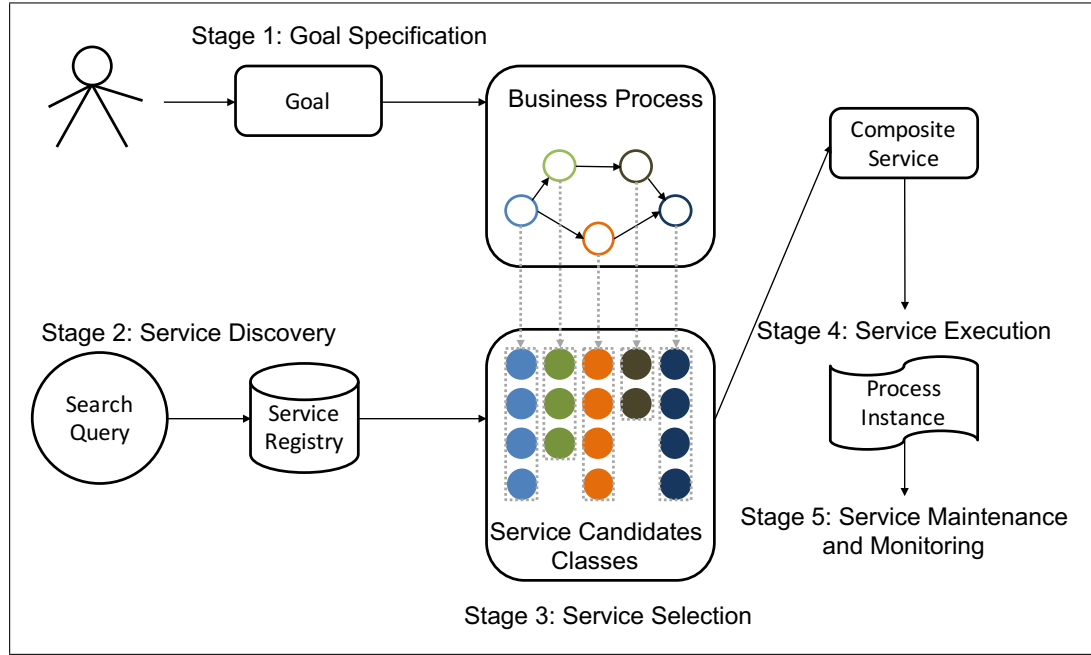 Stage 1: Goal Specification
Goal
Business Process
Composite
Service
Stage 2: Service Discovery
Search
Query
Service
Registry
Service Candidates
Classes
Stage 3: Service Selection
Stage 4: Service Execution
Process
Instance
Stage 5: Service Maintenance
and Monitoring